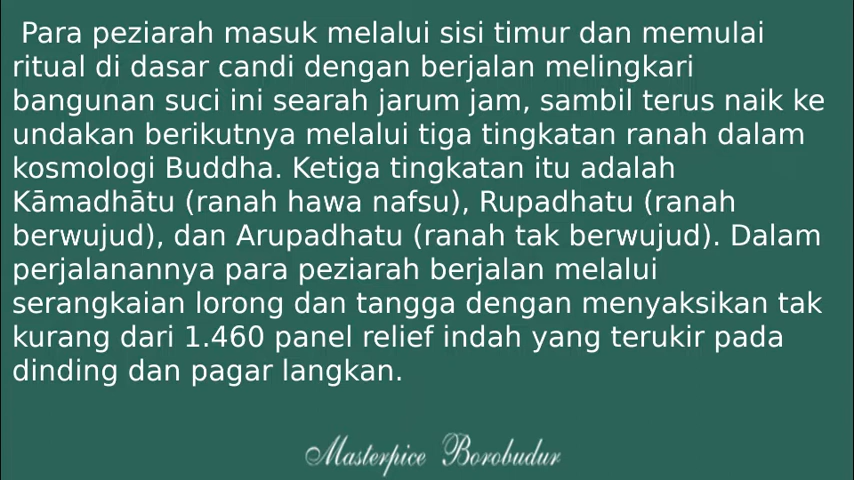 Para peziarah masuk melalui sisi timur dan memulai
ritual di dasar candi dengan berjalan melingkari
bangunan suci ini searah jarum jam, sambil terus naik ke
undakan berikutnya melalui tiga tingkatan ranah dalam
kosmologi Buddha. Ketiga tingkatan itu adalah
Kāmadhātu (ranah hawa nafsu), Rupadhatu (ranah
berwujud), dan Arupadhatu (ranah tak berwujud). Dalam
perjalanannya para peziarah berjalan melalui
serangkaian lorong dan tangga dengan menyaksikan tak
kurang dari 1.460 panel relief indah yang terukir pada
dinding dan pagar langkan.
Masterpice Borobudur